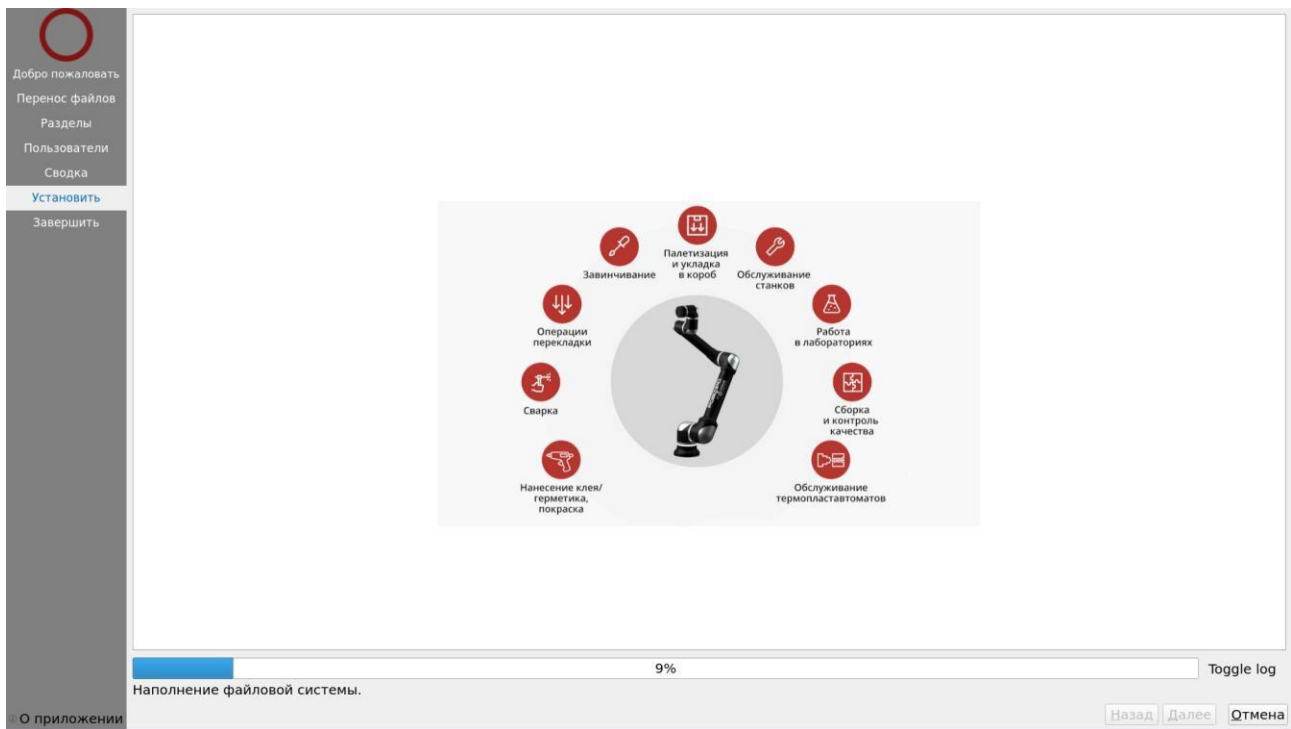 Добро пожаловать
Перенос файлов
Разделы
Пользователи
Сводка
Установить
Завершить
О приложении
Палетизация
и укладка
в короб
Завинчивание
Обслуживание
станков
Операции
перекладки
Работа
в лабораториях
Сварка
Сборка
и контроль
качества
Нанесение клея/
герметика,
покраска
Обслуживание
термопластавтоматов
9%
Toggle log
Наполнение файловой системы.
Назад
Далее
Отмена